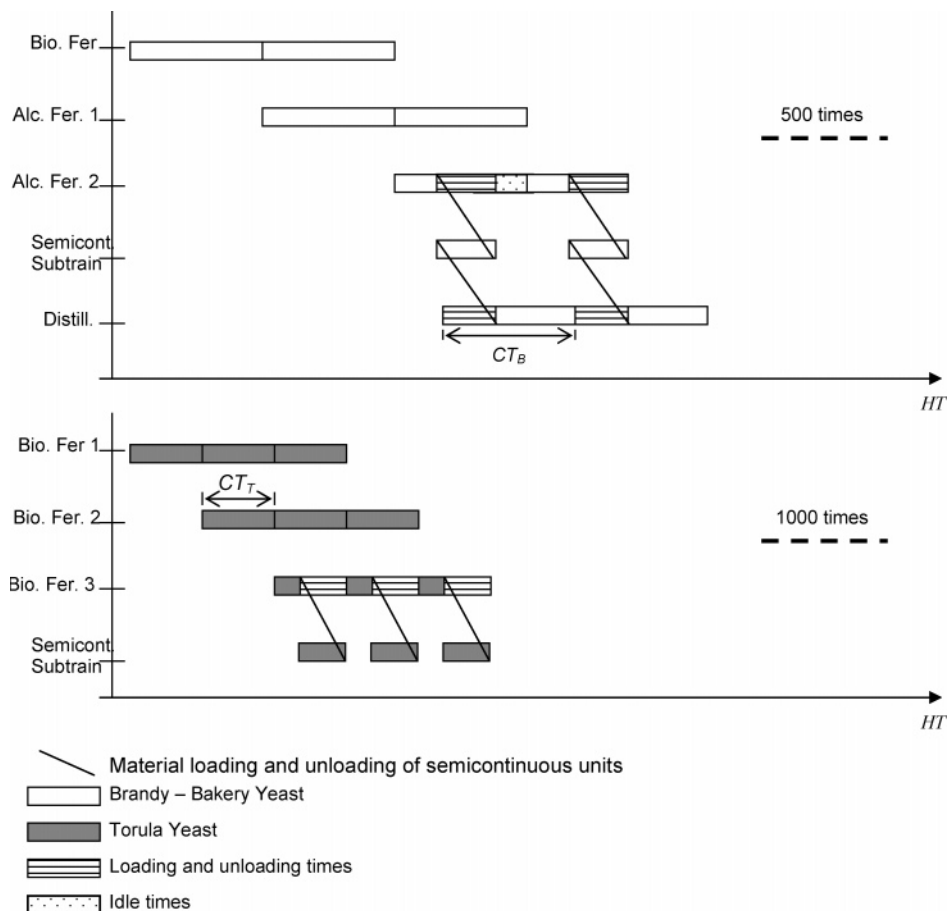 Bio. Fer
Alc. Fer. 1
500 times
Alc. Fer. 2
Semicont.
Subtrain
Distill.
CT_B
HT
Bio. Fer 1
CT_T
Bio. Fer. 2
1000 times
Bio. Fer. 3
Semicont.
Subtrain
HT
Material loading and unloading of semicontinuous units
Brandy – Bakery Yeast
Torula Yeast
Loading and unloading times
Idle times